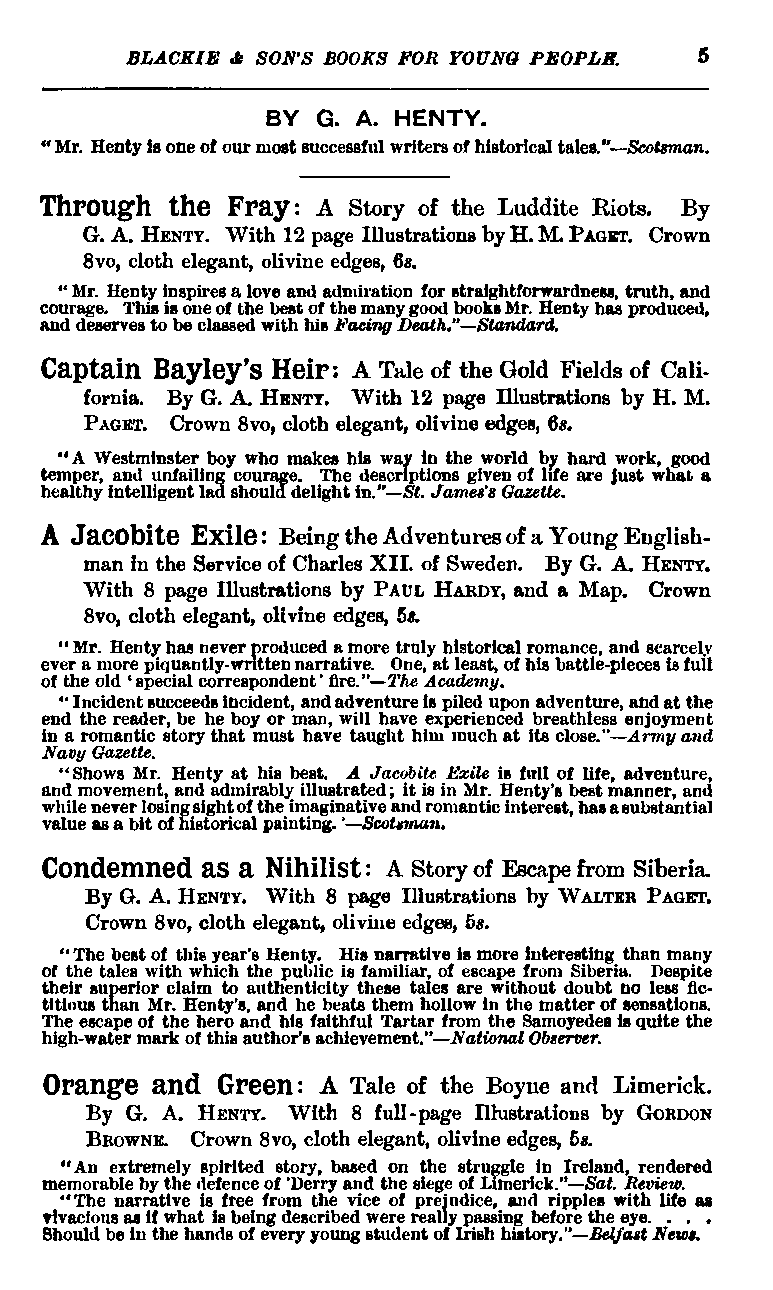 BLACKIE & SON'S BOOKS FOR YOUNG PEOPLE. 5
BY G. A. HENTY.
"Mr. Henty is one of our most successful writers of historical tales."—Scotsman.
Through the Fray: A Story of the Luddite Riots. By
G. A. HENTY. With 12 page Illustrations by H. M. PAGET. Crown
8vo, cloth elegant, olivine edges, 6s.
"Mr. Henty inspires a love and admiration for straightforwardness, truth, and
courage. This is one of the best of the many good books Mr. Henty has produced,
and deserves to be classed with his Facing Death."—Standard.
Captain Bayley's Heir: A Tale of the Gold Fields of Cali-
fornia. By G. A. HENTY. With 12 page Illustrations by H. M.
PAGET. Crown 8vo, cloth elegant, olivine edges, 6s.
"A Westminster boy who makes his way in the world by hard work, good
temper, and unfailing courage. The descriptions given of life are just what a
healthy intelligent lad should delight in."—St. James's Gazette.
A Jacobite Exile: Being the Adventures of a Young English-
man in the Service of Charles XII. of Sweden. By G. A. HENTY.
With 8 page Illustrations by PAUL HARDY, and a Map. Crown
8vo, cloth elegant, olivine edges, 5s.
"Mr. Henty has never produced a more truly historical romance, and scarcely
ever a more piquantly-written narrative. One, at least, of his battle-pieces is full
of the old 'special correspondent' fire."—The Academy.
"Incident succeeds incident, and adventure is piled upon adventure, and at the
end the reader, be he boy or man, will have experienced breathless enjoyment
in a romantic story that must have taught him much at its close."—Army and
Navy Gazette.
"Shows Mr. Henty at his best. A Jacobite Exile is full of life, adventure,
and movement, and admirably illustrated; it is in Mr. Henty's best manner, and
while never losing sight of the imaginative and romantic interest, has a substantial
value as a bit of historical painting.'—Scotsman.
Condemned as a Nihilist: A Story of Escape from Siberia.
By G. A. HENTY. With 8 page Illustrations by WALTER PAGET.
Crown 8vo, cloth elegant, olivine edges, 5s.
"The best of this year's Henty. His narrative is more interesting than many
of the tales with which the public is familiar, of escape from Siberia. Despite
their superior claim to authenticity these tales are without doubt no less fic-
titious than Mr. Henty's, and he beats them hollow in the matter of sensations.
The escape of the hero and his faithful Tartar from the Samoyedes is quite the
high-water mark of this author's achievement."—National Observer.
Orange and Green: A Tale of the Boyne and Limerick.
By G. A. HENTY. With 8 full-page Illustrations by GORDON
BROWNE. Crown 8vo, cloth elegant, olivine edges, 5s.
"An extremely spirited story, based on the struggle in Ireland, rendered
memorable by the defence of 'Derry and the siege of Limerick."—Sat. Review.
"The narrative is free from the vice of prejudice, and ripples with life as
vivacious as if what is being described were really passing before the eye. . . .
Should be in the hands of every young student of Irish history."—Belfast News.